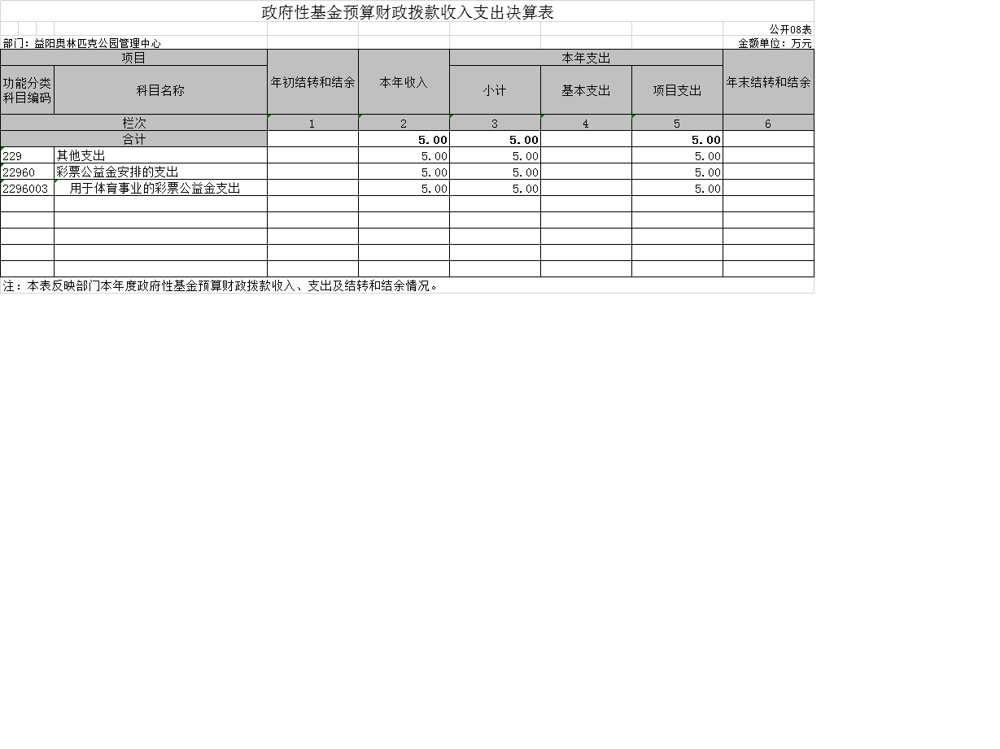 政府性基金预算财政拨款收入支出决算表
公开08表
部门：益阳奥林匹克公园管理中心 金额单位：万元
项目 年初结转和结余 本年收入 本年支出 年末结转和结余
功能分类科目编码 科目名称 小计 基本支出 项目支出
栏次 1 2 3 4 5 6
合计 5.00 5.00 5.00
229 其他支出 5.00 5.00 5.00
22960 彩票公益金安排的支出 5.00 5.00 5.00
2296003 用于体育事业的彩票公益金支出 5.00 5.00 5.00
注：本表反映部门本年度政府性基金预算财政拨款收入、支出及结转和结余情况。